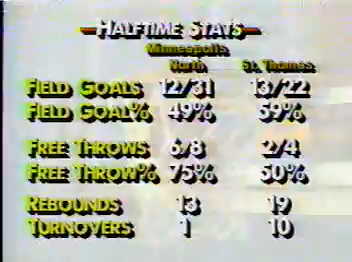 Halftime Stats
Minneapolis
North St. Thomas
Field Goals 12/31 13/22
Field Goal% 49% 59%
Free Throws 6/8 2/4
Free Throw% 75% 50%
Rebounds 13 19
Turnovers 1 10